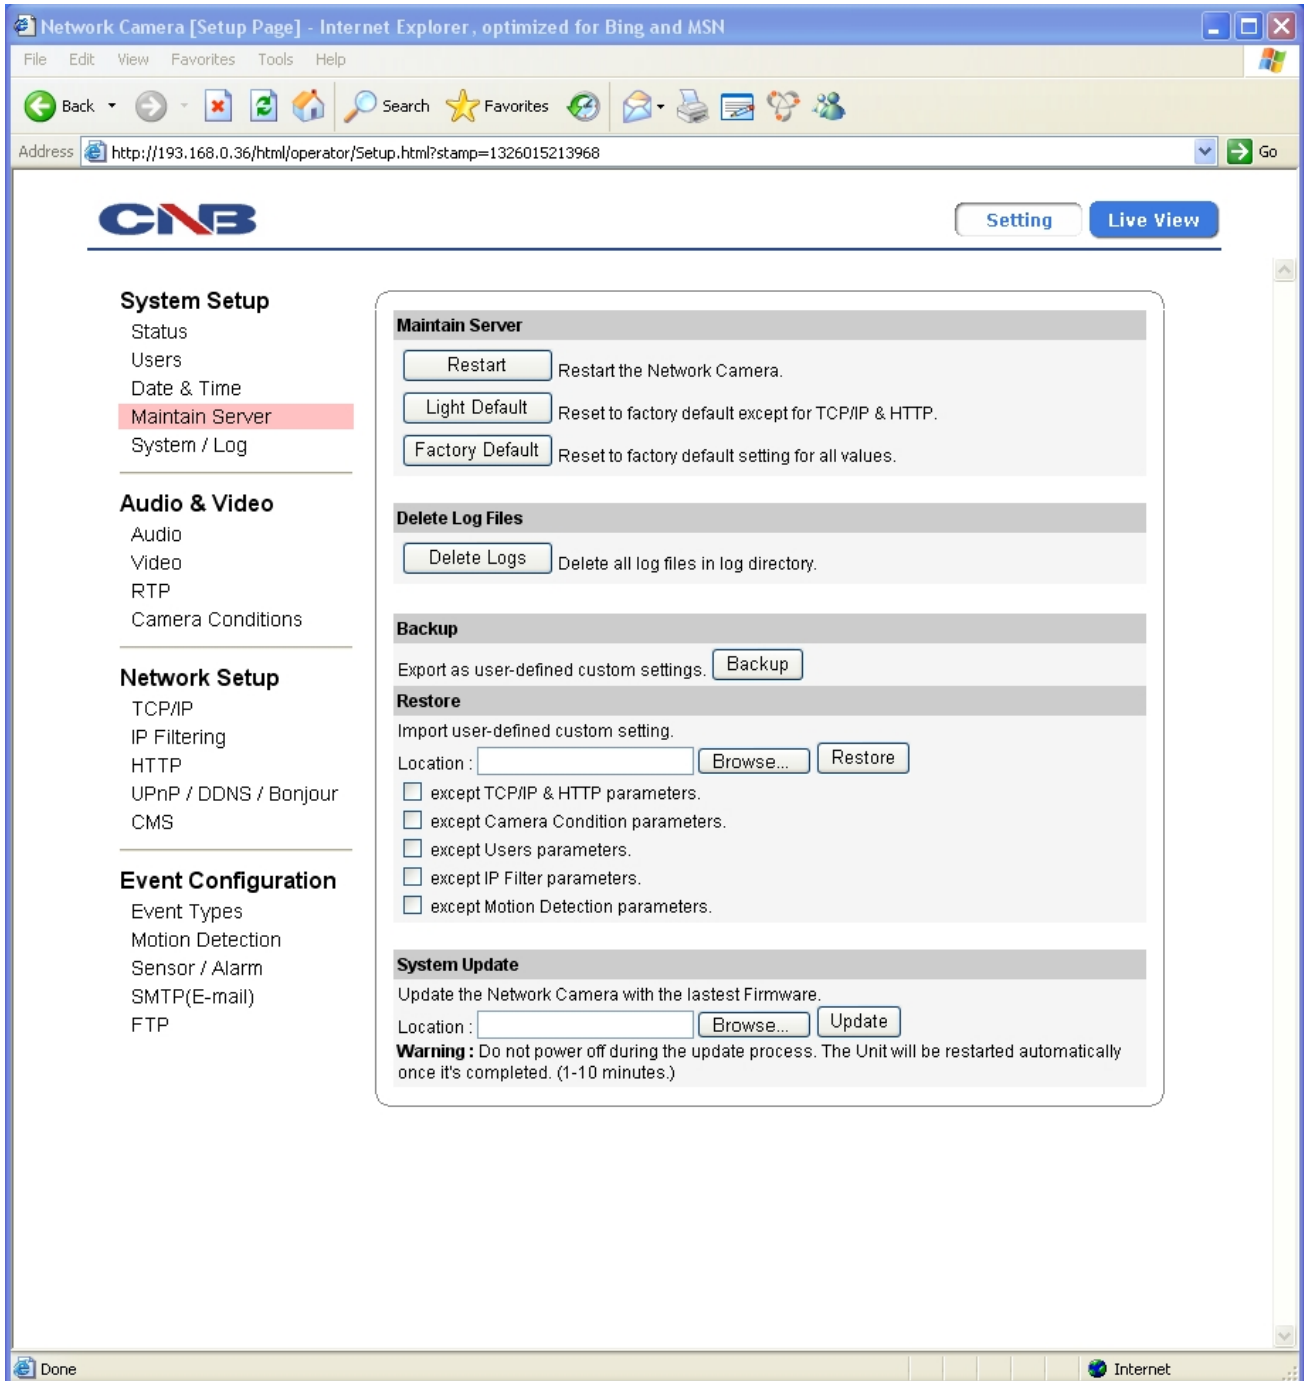 Network Camera [Setup Page] - Internet Explorer, optimized for Bing and MSN
File Edit View Favorites Tools Help
Back Search Favorites
Address http://193.168.0.36/html/operator/Setup.html?stamp=1326015213968 Go
CNB
Setting Live View
System Setup
Status
Users
Date & Time
Maintain Server
System / Log
Audio & Video
Audio
Video
RTP
Camera Conditions
Network Setup
TCP/IP
IP Filtering
HTTP
UPnP / DDNS / Bonjour
CMS
Event Configuration
Event Types
Motion Detection
Sensor / Alarm
SMTP(E-mail)
FTP
Maintain Server
Restart Restart the Network Camera.
Light Default Reset to factory default except for TCP/IP & HTTP.
Factory Default Reset to factory default setting for all values.
Delete Log Files
Delete Logs Delete all log files in log directory.
Backup
Export as user-defined custom settings. Backup
Restore
Import user-defined custom setting.
Location : Browse... Restore
except TCP/IP & HTTP parameters.
except Camera Condition parameters.
except Users parameters.
except IP Filter parameters.
except Motion Detection parameters.
System Update
Update the Network Camera with the lastest Firmware.
Location : Browse... Update
Warning : Do not power off during the update process. The Unit will be restarted automatically
once it's completed. (1-10 minutes.)
Done Internet